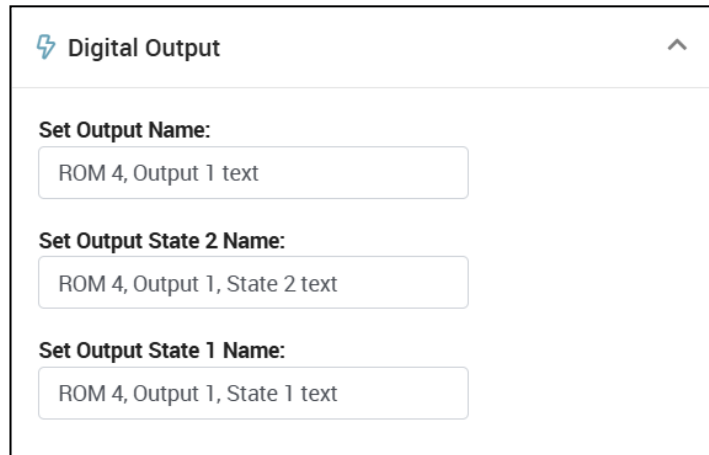 Digital Output
Set Output Name:
ROM 4, Output 1 text
Set Output State 2 Name:
ROM 4, Output 1, State 2 text
Set Output State 1 Name:
ROM 4, Output 1, State 1 text